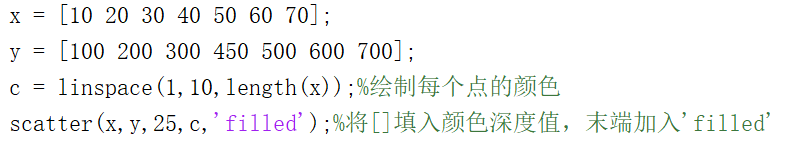 x = [10 20 30 40 50 60 70];
y = [100 200 300 450 500 600 700];
c = linspace(1,10,length(x));%绘制每个点的颜色
scatter(x,y,25,c,'filled');%将[]填入颜色深度值，末端加入'filled'